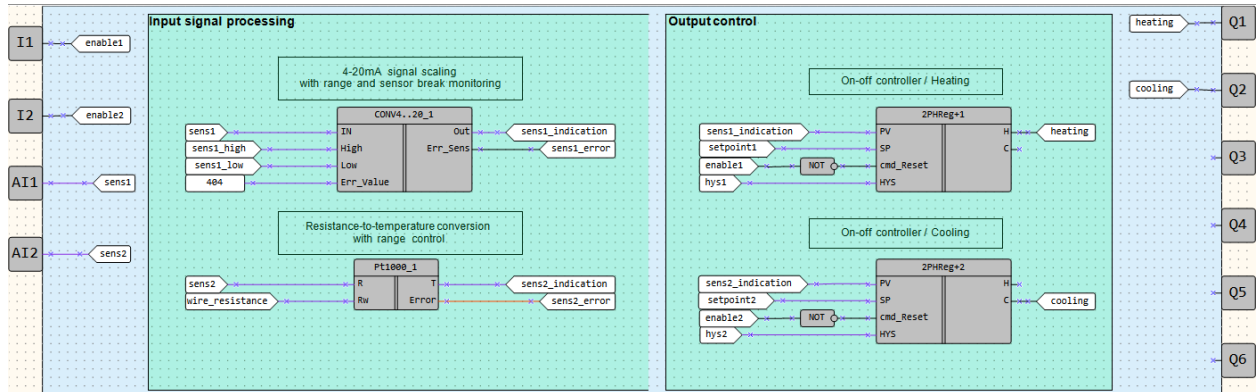 Input signal processing
Output control
I1
enable1
I2
enable2
AI1
sens1
AI2
sens2
4-20mA signal scaling
with range and sensor break monitoring
CONV4..20_1
sens1
IN
Out
sens1_indication
sens1_high
High
Err_Sens
sens1_error
sens1_low
Low
404
Err_Value
Resistance-to-temperature conversion
with range control
Pt1000_1
sens2
R
T
sens2_indication
wire_resistance
Rw
Error
sens2_error
On-off controller / Heating
2PHReg+1
sens1_indication
PV
H
heating
setpoint1
SP
C
enable1
NOT
cmd_Reset
hys1
HYS
On-off controller / Cooling
2PHReg+2
sens2_indication
PV
H
setpoint2
SP
C
cooling
enable2
NOT
cmd_Reset
hys2
HYS
heating
Q1
cooling
Q2
Q3
Q4
Q5
Q6